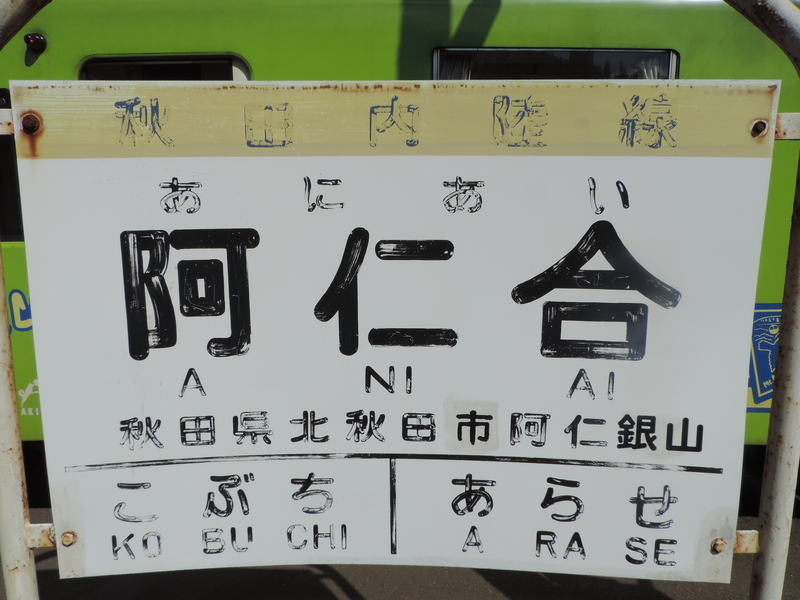 秋田内陸線
あにあい
阿仁合
A NI AI
秋田県北秋田市阿仁銀山
こぶち あらせ
KO BU CHI A RA SE